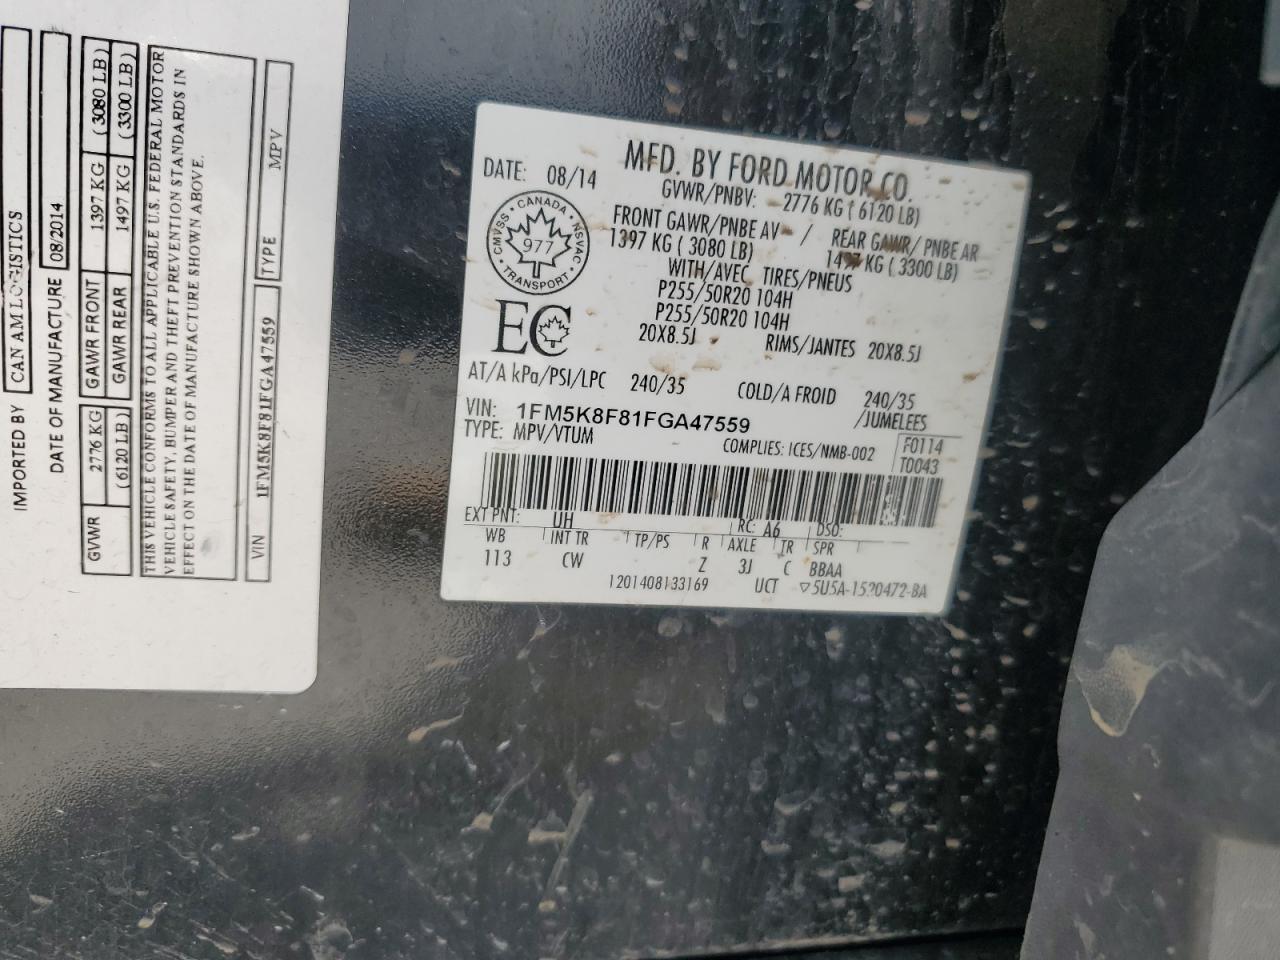 IMPORTED BY CAN AM LOGISTICS
DATE OF MANUFACTURE 08/2014
GVWR 2776 KG GAWR FRONT 1397 KG (3080 LB)
(6120 LB) GAWR REAR 1497 KG (3300 LB)
THIS VEHICLE CONFORMS TO ALL APPLICABLE U.S. FEDERAL MOTOR
VEHICLE SAFETY, BUMPER AND THEFT PREVENTION STANDARDS IN
EFFECT ON THE DATE OF MANUFACTURE SHOWN ABOVE.
VIN 1FM5K8F81FGA47559 TYPE MPV
MFD. BY FORD MOTOR CO.
DATE: 08/14 GVWR/PNBV: 2776 KG (6120 LB)
FRONT GAWR/PNBE AV / REAR GAWR/PNBE AR
1397 KG (3080 LB) 1497 KG (3300 LB)
WITH/AVEC TIRES/PNEUS
P255/50R20 104H
P255/50R20 104H
20X8.5J RIMS/JANTES 20X8.5J
CMVSS · CANADA · NSVAC · TRANSPORT ·
977
EC
AT/A kPa/PSI/LPC 240/35 COLD/A FROID 240/35
/JUMELEES
VIN: 1FM5K8F81FGA47559
TYPE: MPV/VTUM COMPLIES: ICES/NMB-002
F0114
T0043
EXT PNT: UH RC: A6 DSO:
WB INT TR TP/PS R AXLE TR SPR
113 CW Z 3J C BBAA
1201408133169 UCT ▽5U5A-1520472-BA